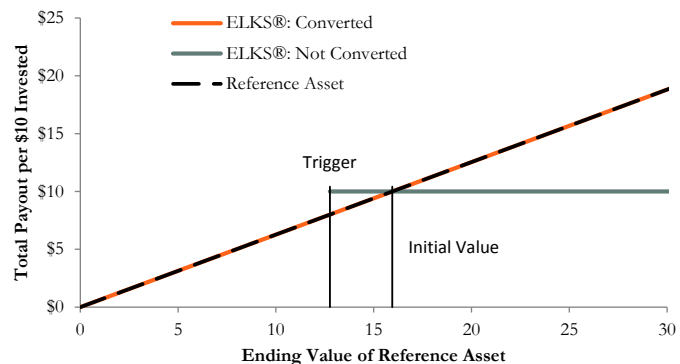 ELKS®: Converted
ELKS®: Not Converted
Reference Asset
Total Payout per $10 Invested
$25
$20
$15
$10
$5
$0
Trigger
Initial Value
0 5 10 15 20 25 30
Ending Value of Reference Asset